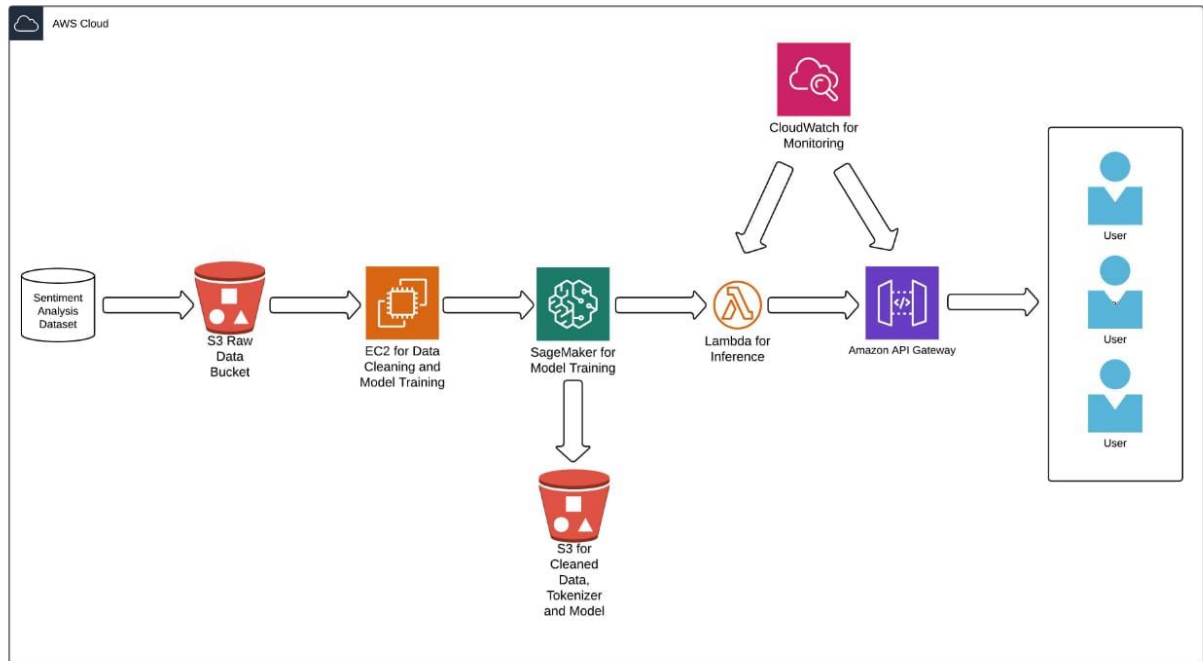 AWS Cloud
CloudWatch for
Monitoring
User
Sentiment
Analysis
Dataset
S3 Raw
Data
Bucket
EC2 for Data
Cleaning and
Model Training
SageMaker for
Model Training
Lambda for
Inference
Amazon API Gateway
User
User
S3 for
Cleaned
Data,
Tokenizer
and Model